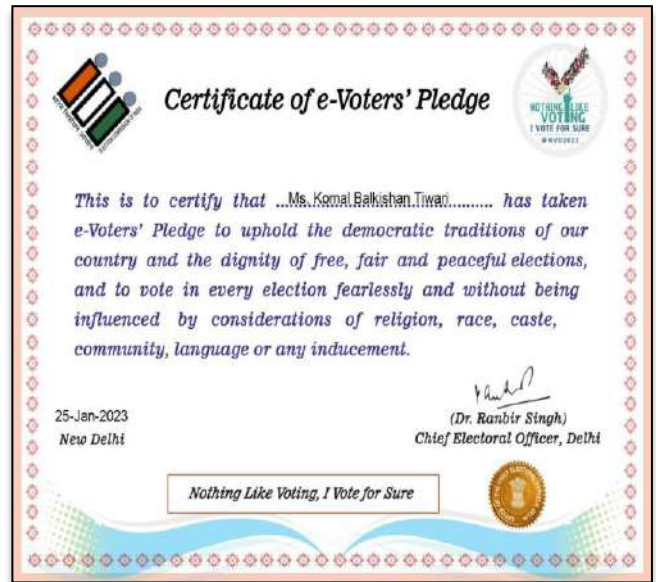 Certificate of e-Voters' Pledge
NOTHING LIKE
VOTING
I VOTE FOR SURE
#NVD2023
This is to certify that ...Ms. Komal Balkishan Tiwari.......... has taken
e-Voters' Pledge to uphold the democratic traditions of our
country and the dignity of free, fair and peaceful elections,
and to vote in every election fearlessly and without being
influenced by considerations of religion, race, caste,
community, language or any inducement.
25-Jan-2023
New Delhi
(Dr. Ranbir Singh)
Chief Electoral Officer, Delhi
Nothing Like Voting, I Vote for Sure